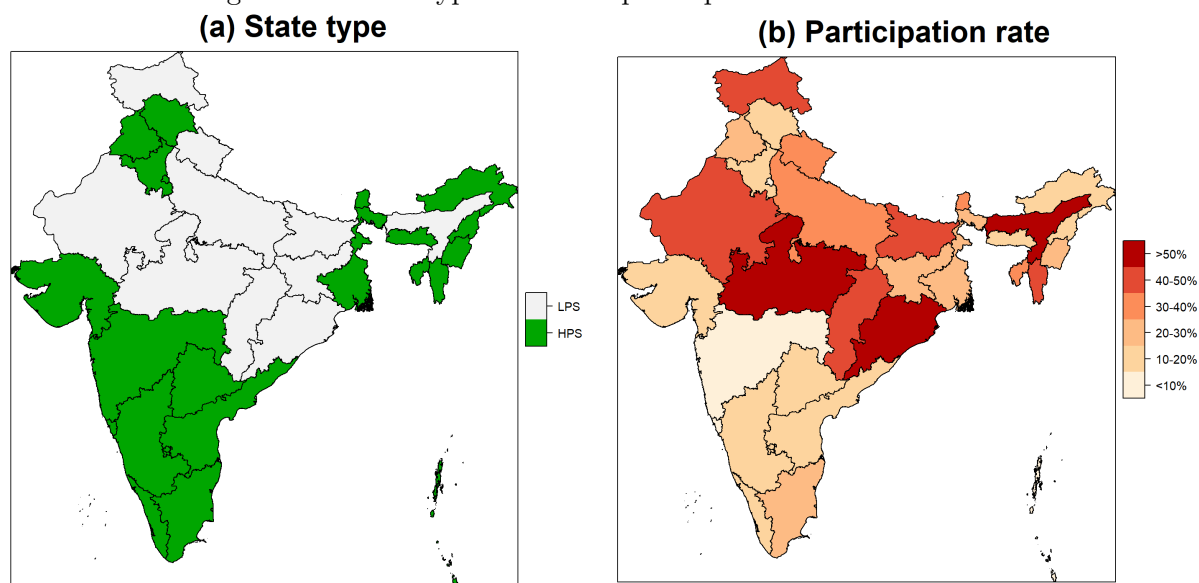 (a) State type
(b) Participation rate
LPS
HPS
>50%
40-50%
30-40%
20-30%
10-20%
<10%